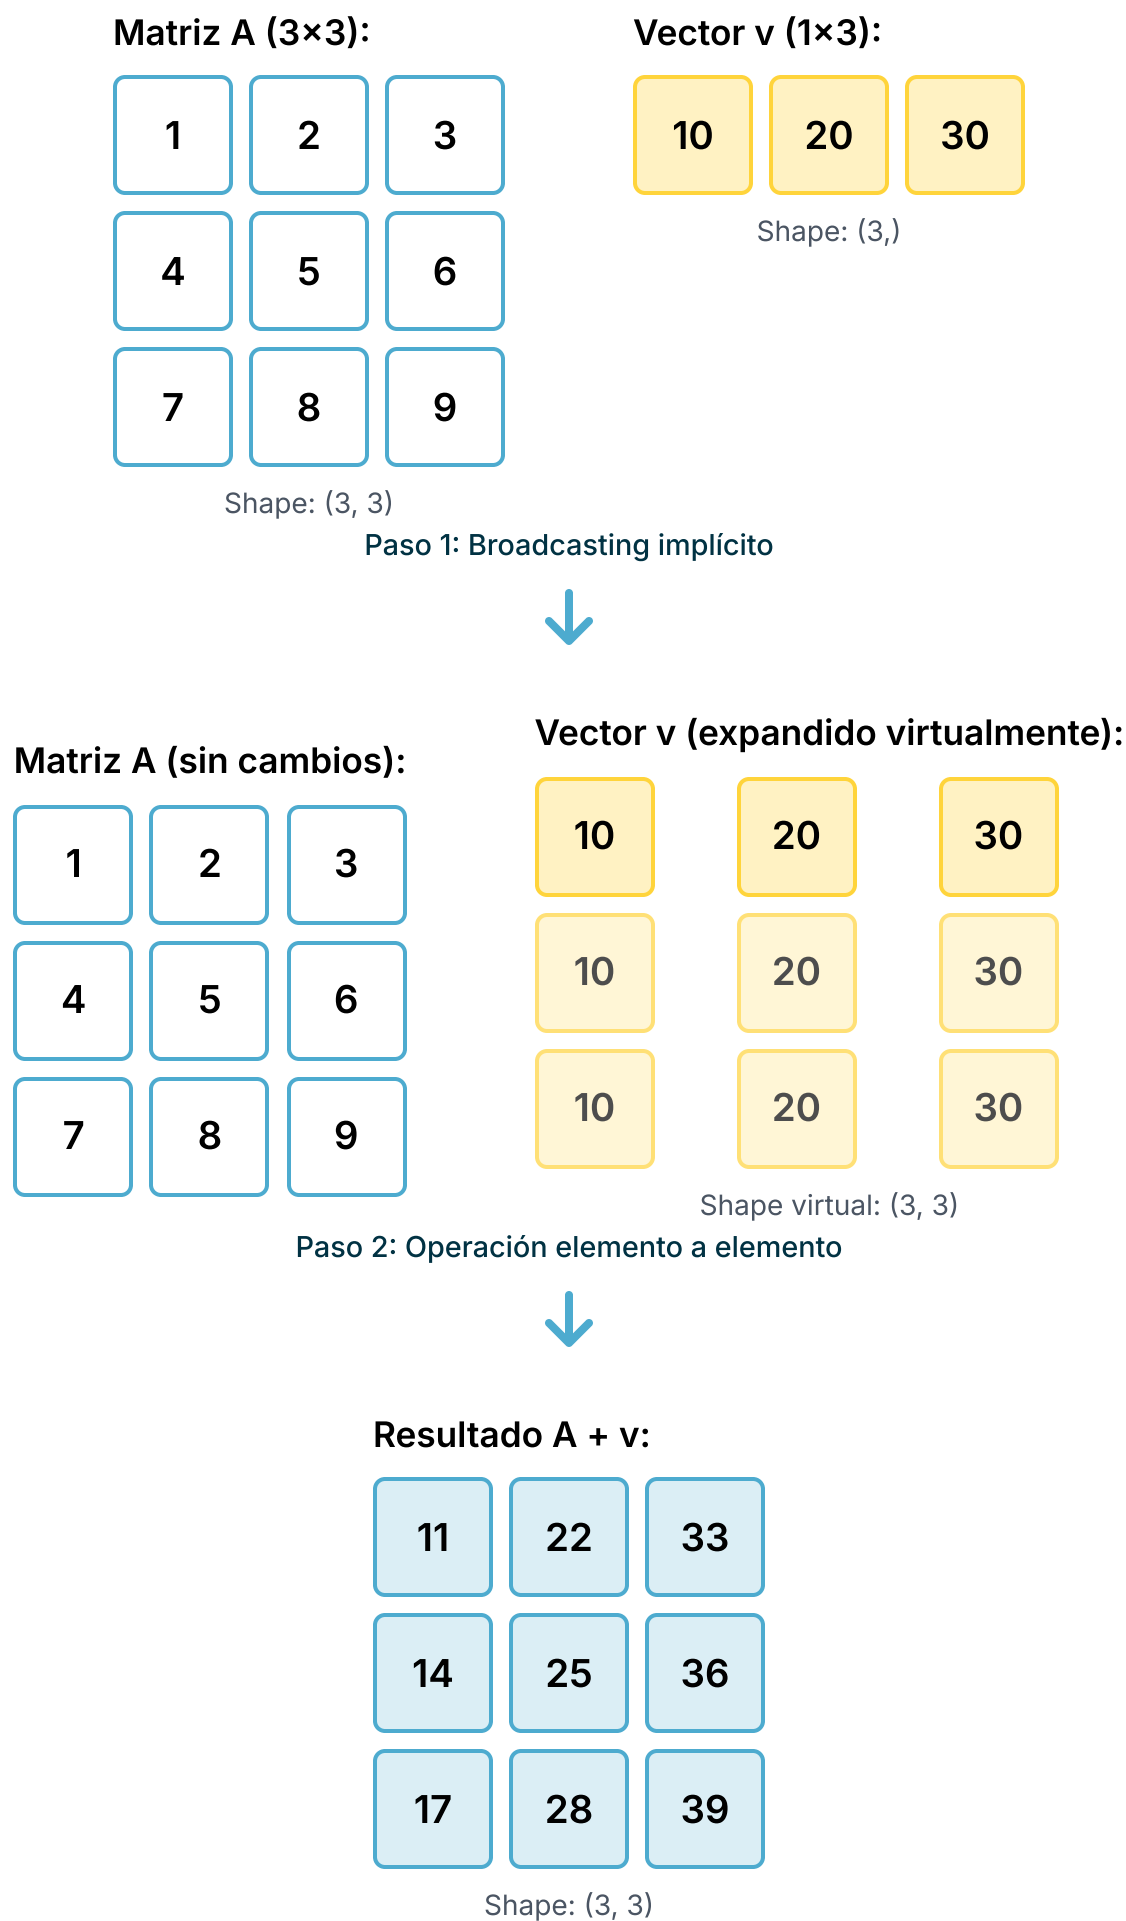 Matriz A (3×3):
Vector v (1×3):
1 2 3
10 20 30
Shape: (3,)
4 5 6
7 8 9
Shape: (3, 3)
Paso 1: Broadcasting implícito
Matriz A (sin cambios):
1 2 3
4 5 6
7 8 9
Vector v (expandido virtualmente):
10 20 30
10 20 30
10 20 30
Shape virtual: (3, 3)
Paso 2: Operación elemento a elemento
Resultado A + v:
11 22 33
14 25 36
17 28 39
Shape: (3, 3)